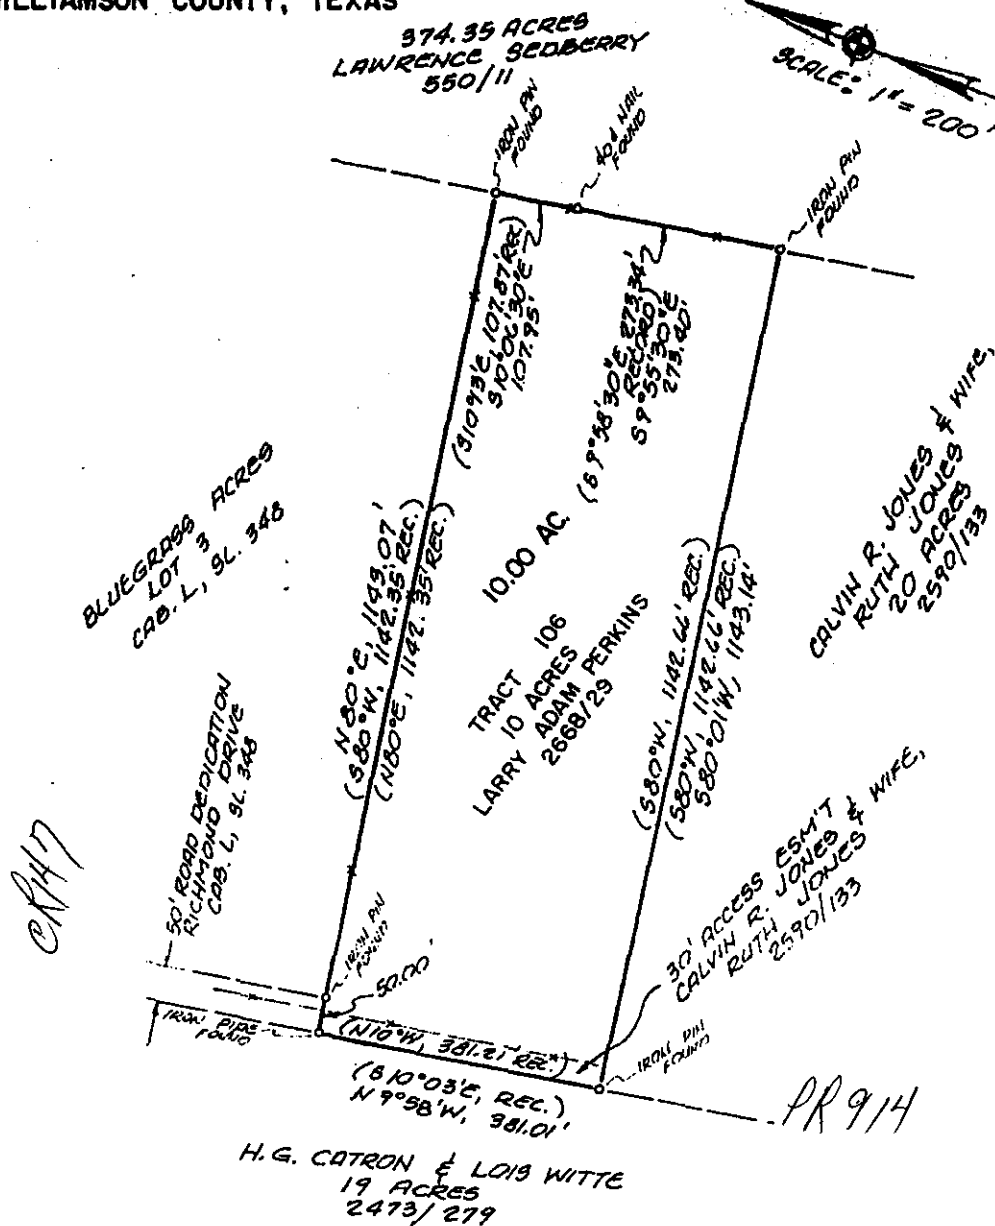 WILLIAMSON COUNTY, TEXAS
374.35 ACRES
LAWRENCE SEDBERRY
550/11
SCALE: 1" = 200'
IRON PIN
FOUND
40d NAIL
FOUND
IRON PIN
FOUND
(S10°43'E, 107.87' REC)
S10°06'30"E
107.95'
(S9°58'30"E, 273.34'
RECORD)
S9°55'30"E
273.40'
BLUEGRASS ACRES
LOT 3
CAB. L, SL. 348
N80°E, 1143.07'
(S80°W, 1142.35' REC.)
(N80°E, 1142.35' REC.)
10.00 AC.
TRACT 106
10 ACRES
LARRY ADAM PERKINS
2668/29
(S80°W, 1142.66' REC.)
(S80°W, 1142.66' REC.)
S80°01'W, 1143.14'
CALVIN R. JONES & WIFE,
RUTH JONES
20 ACRES
2590/133
50' ROAD DEDICATION
RICHMOND DRIVE
CAB. L, SL. 348
CR147
IRON PIN
FOUND
50.00'
30' ACCESS ESM'T
CALVIN R. JONES & WIFE,
RUTH JONES
2590/133
IRON PIPE
FOUND
(N10°W, 381.21' REC.)
IRON PIN
FOUND
(S10°03'E, REC.)
N9°58'W, 381.01'
PR914
H.G. CATRON & LOIS WITTE
19 ACRES
2473/279